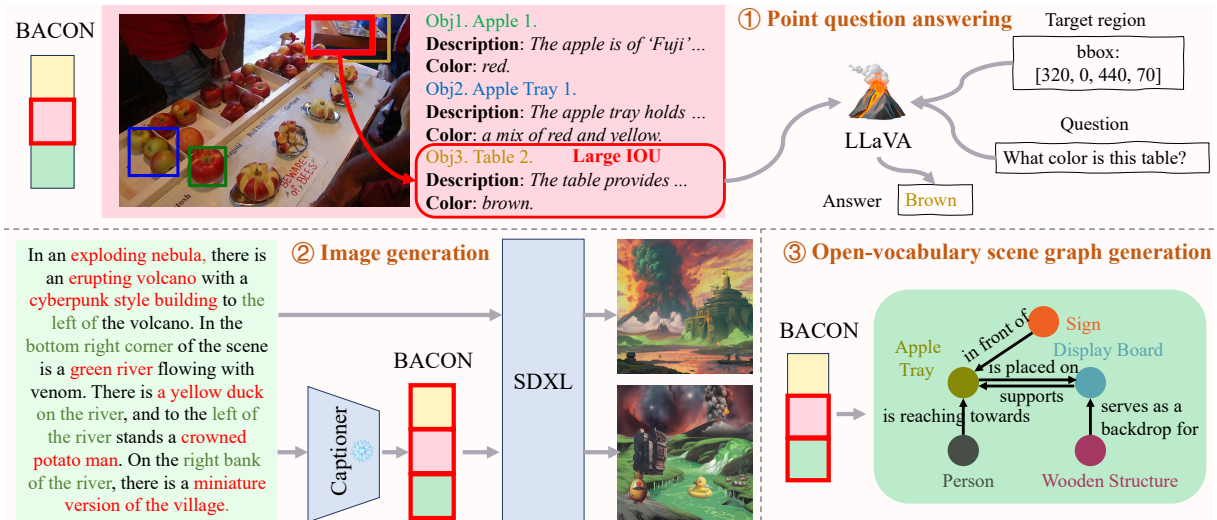 BACON
Obj1. Apple 1.
Description: The apple is of ‘Fuji’…
Color: red.
Obj2. Apple Tray 1.
Description: The apple tray holds …
Color: a mix of red and yellow.
Obj3. Table 2. Large IOU
Description: The table provides …
Color: brown.
BEWARE
of BEES
① Point question answering
Target region
bbox:
[320, 0, 440, 70]
LLaVA
Question
What color is this table?
Answer Brown
In an exploding nebula, there is
an erupting volcano with a
cyberpunk style building to the
left of the volcano. In the
bottom right corner of the scene
is a green river flowing with
venom. There is a yellow duck
on the river, and to the left of
the river stands a crowned
potato man. On the right bank
of the river, there is a miniature
version of the village.
② Image generation
Captioner
BACON
SDXL
③ Open-vocabulary scene graph generation
BACON
Sign
in front of
Display Board
Apple
Tray
is placed on
supports
is reaching towards
serves as a
backdrop for
Person
Wooden Structure